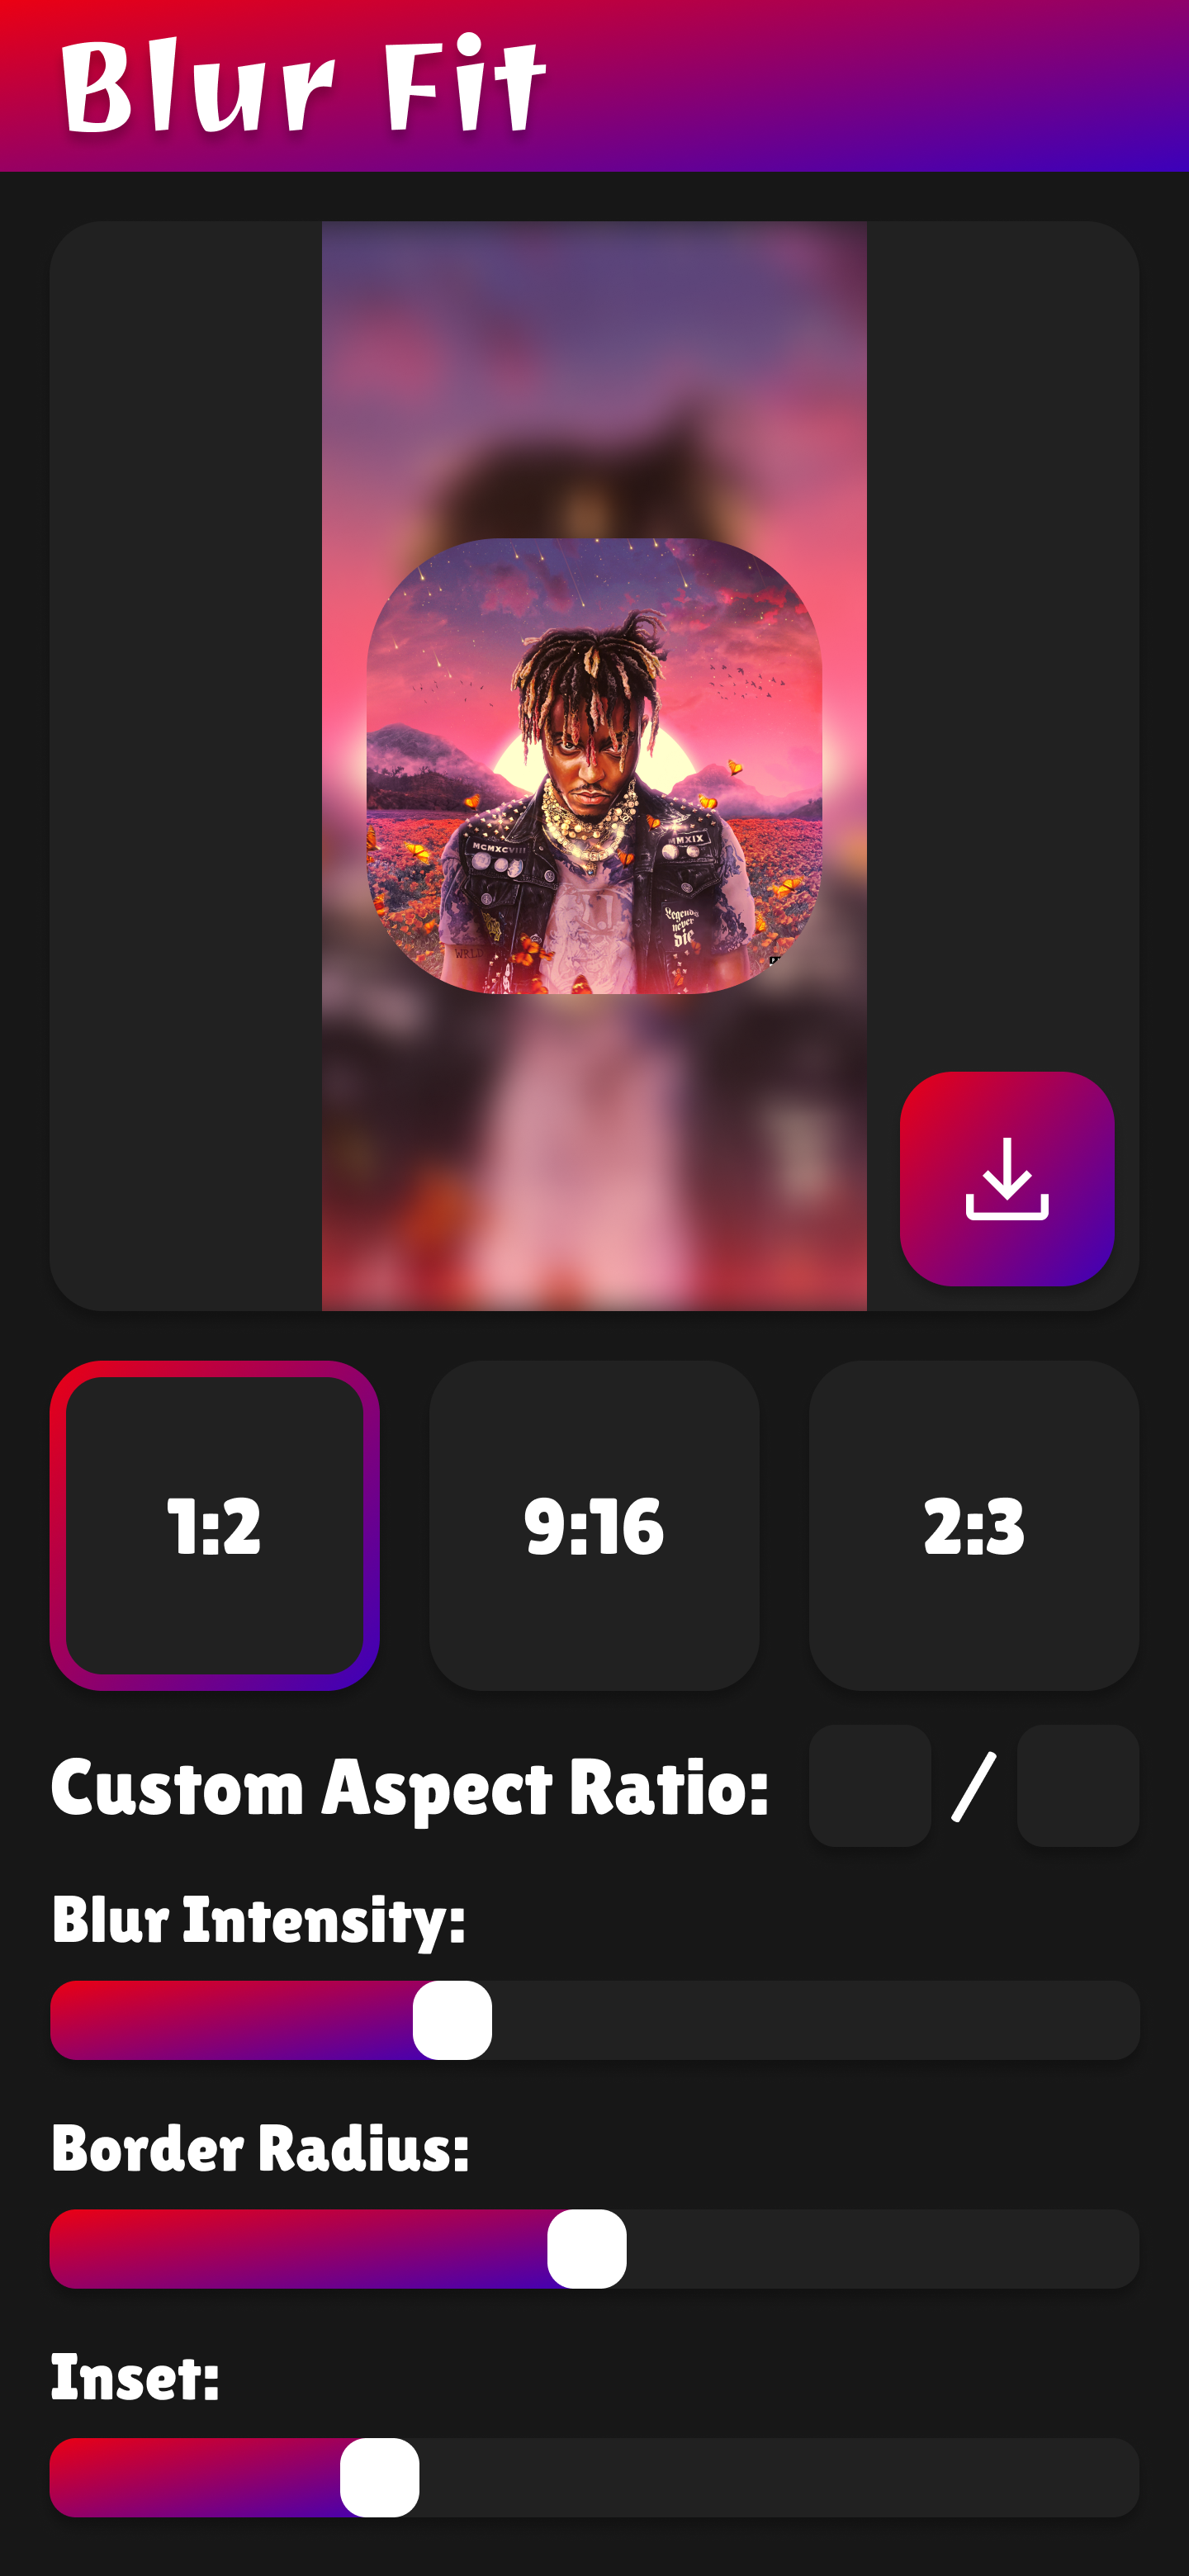 Blur Fit
MCMXCVIII
MMXIX
Legends
never
die
WRLD
1:2
9:16
2:3
Custom Aspect Ratio: /
Blur Intensity:
Border Radius:
Inset: